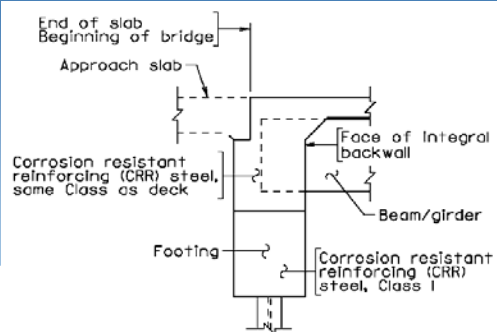 End of slab
Beginning of bridge
Approach slab
Face of integral
backwall
Corrosion resistant
reinforcing (CRR) steel,
same Class as deck
Beam/girder
Footing
Corrosion resistant
reinforcing (CRR)
steel, Class I